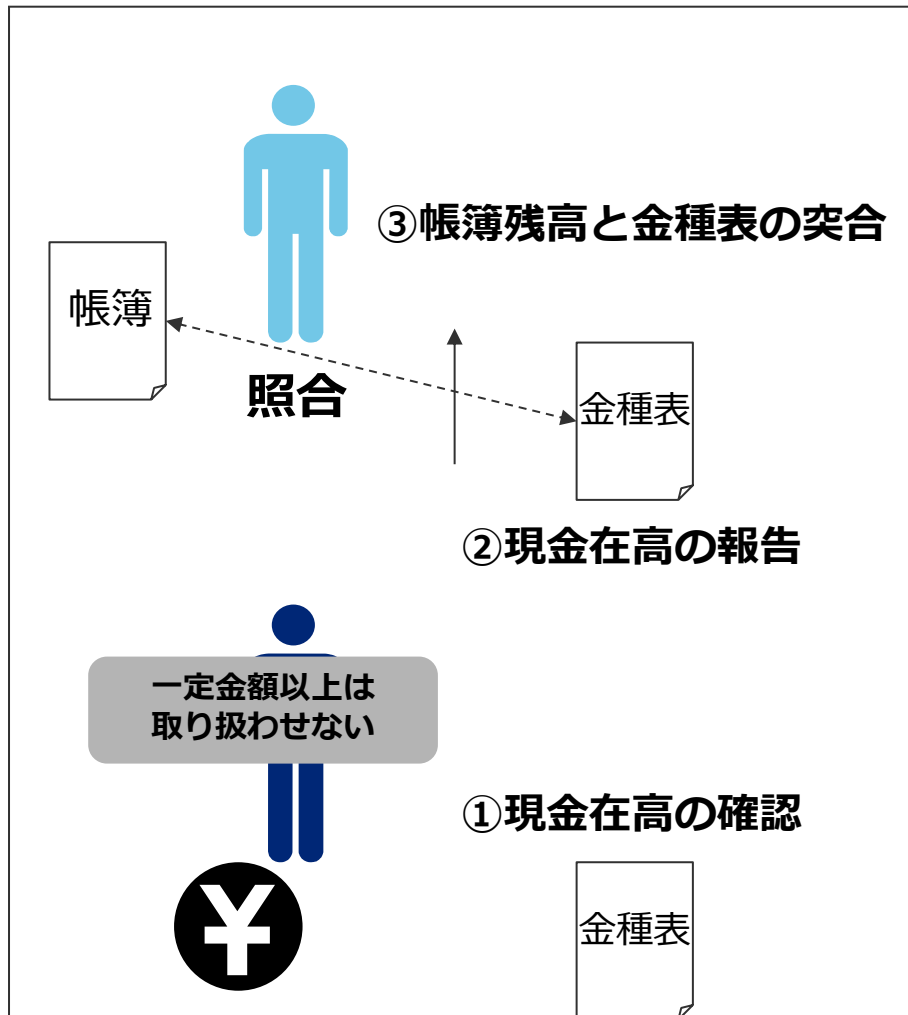 ③帳簿残高と金種表の突合
帳簿
照合
金種表
②現金在高の報告
一定金額以上は
取り扱わせない
①現金在高の確認
金種表